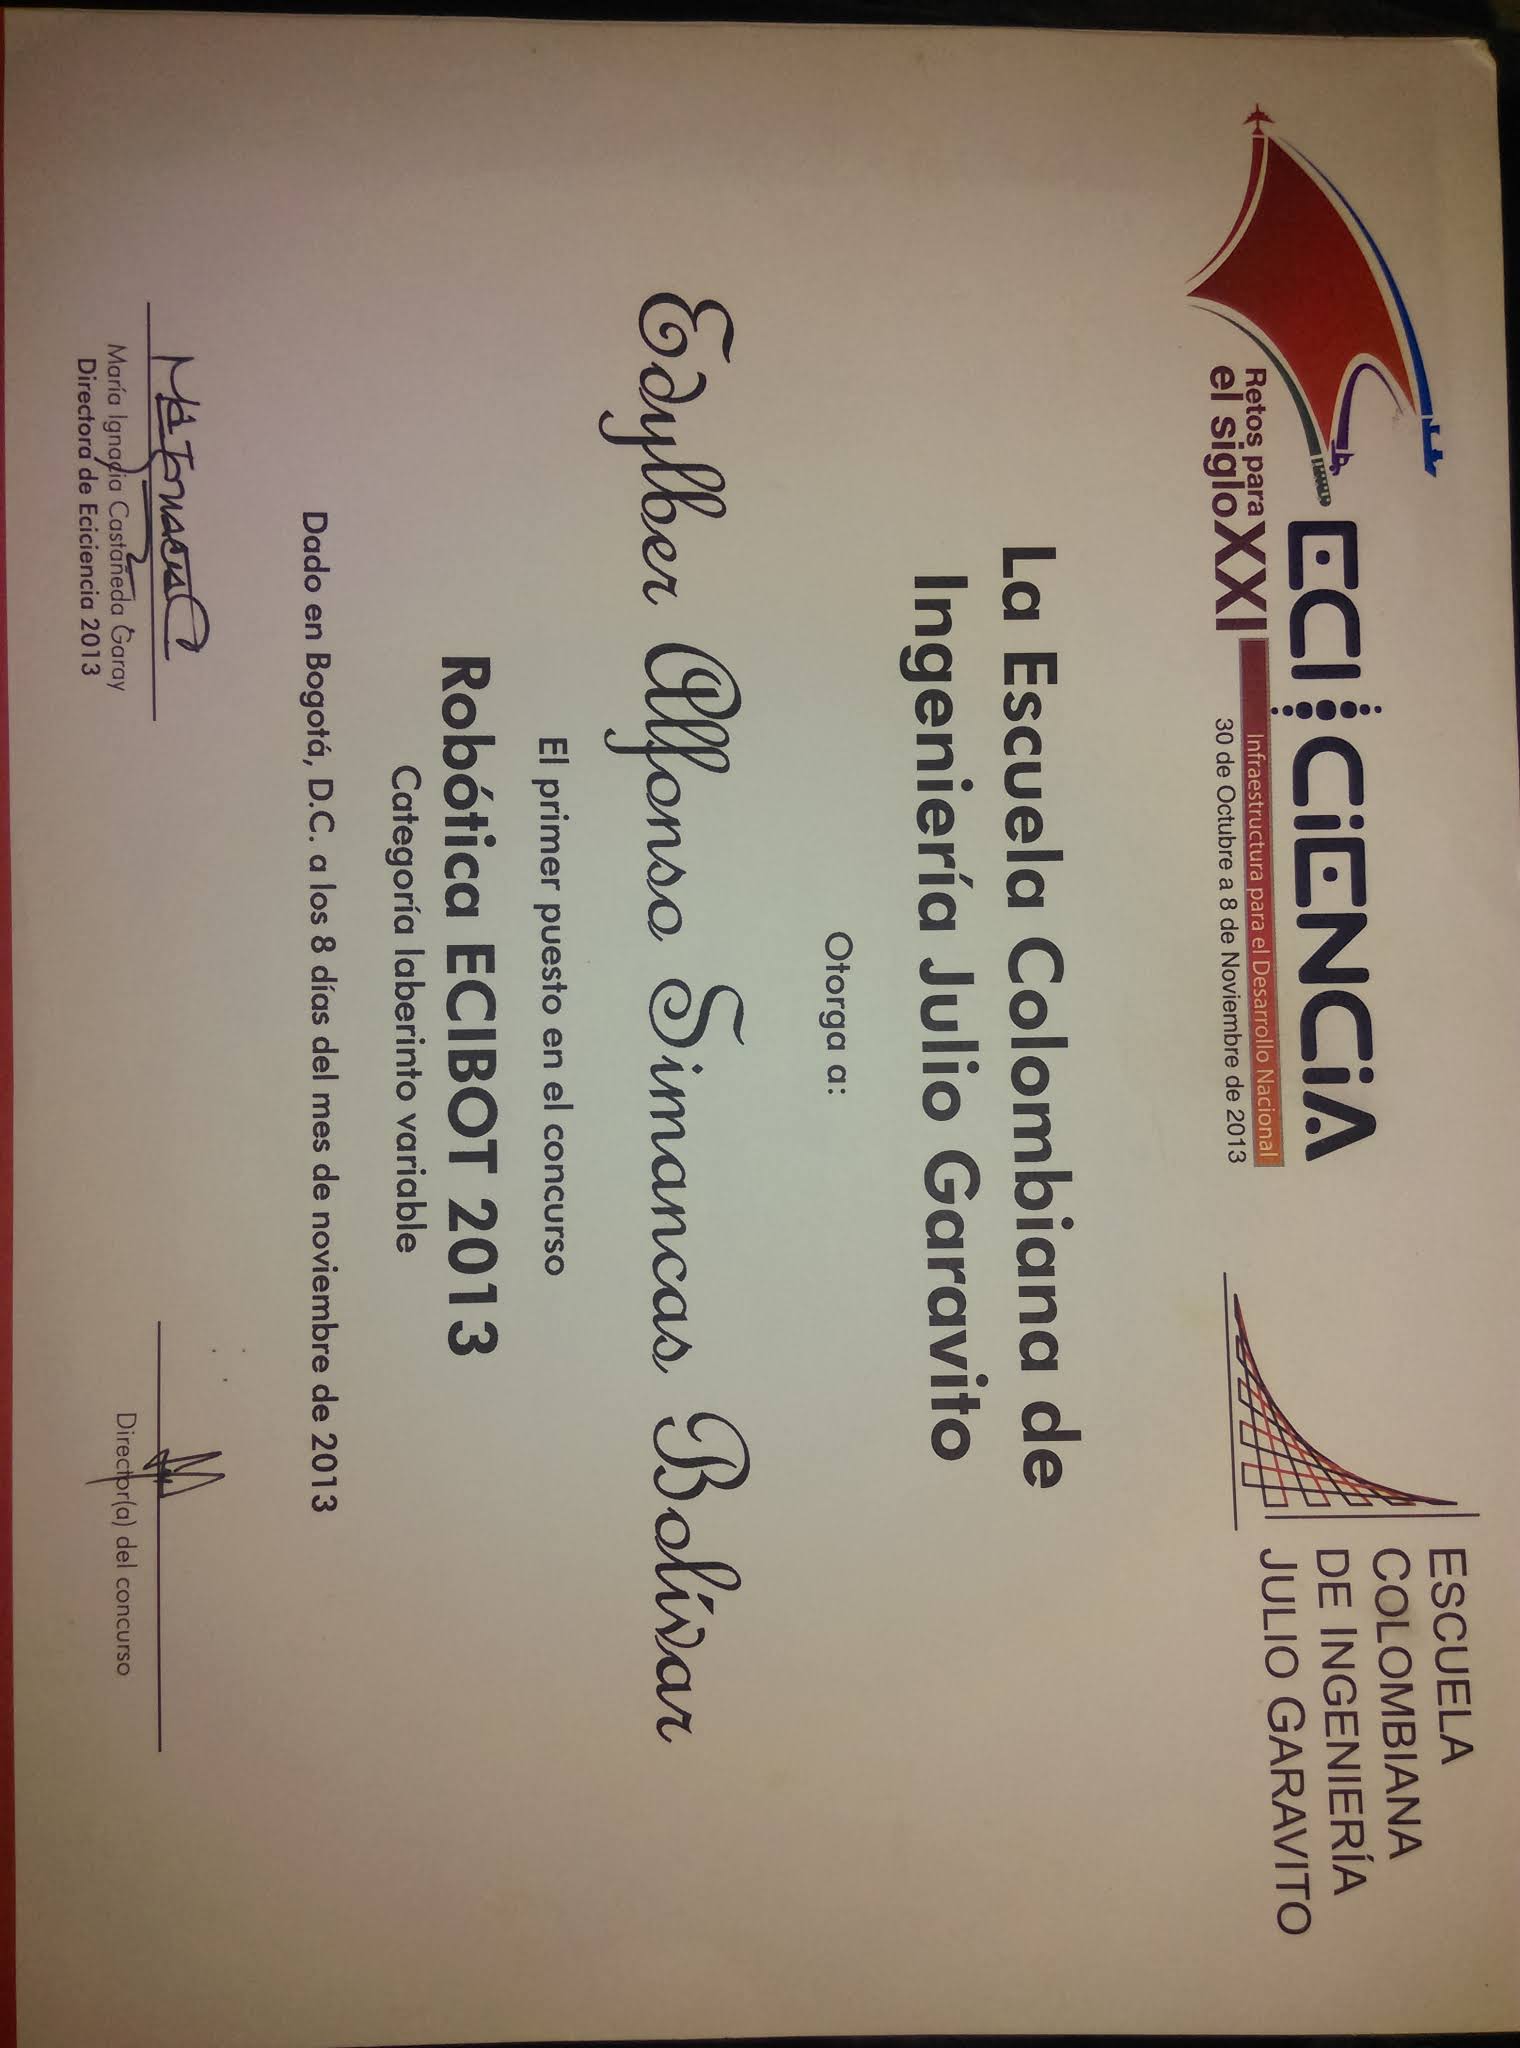 ECICIENCIA
Retos para
el siglo XXI
Infraestructura para el Desarrollo Nacional
30 de Octubre a 8 de Noviembre de 2013
ESCUELA
COLOMBIANA
DE INGENIERÍA
JULIO GARAVITO
La Escuela Colombiana de
Ingeniería Julio Garavito
Otorga a:
Edylber Alfonso Simancas Bolívar
El primer puesto en el concurso
Robótica ECIBOT 2013
Categoría laberinto variable
Dado en Bogotá, D.C. a los 8 días del mes de noviembre de 2013
María Ignacia Castañeda Garay
Directora de Eciciencia 2013
Director(a) del concurso